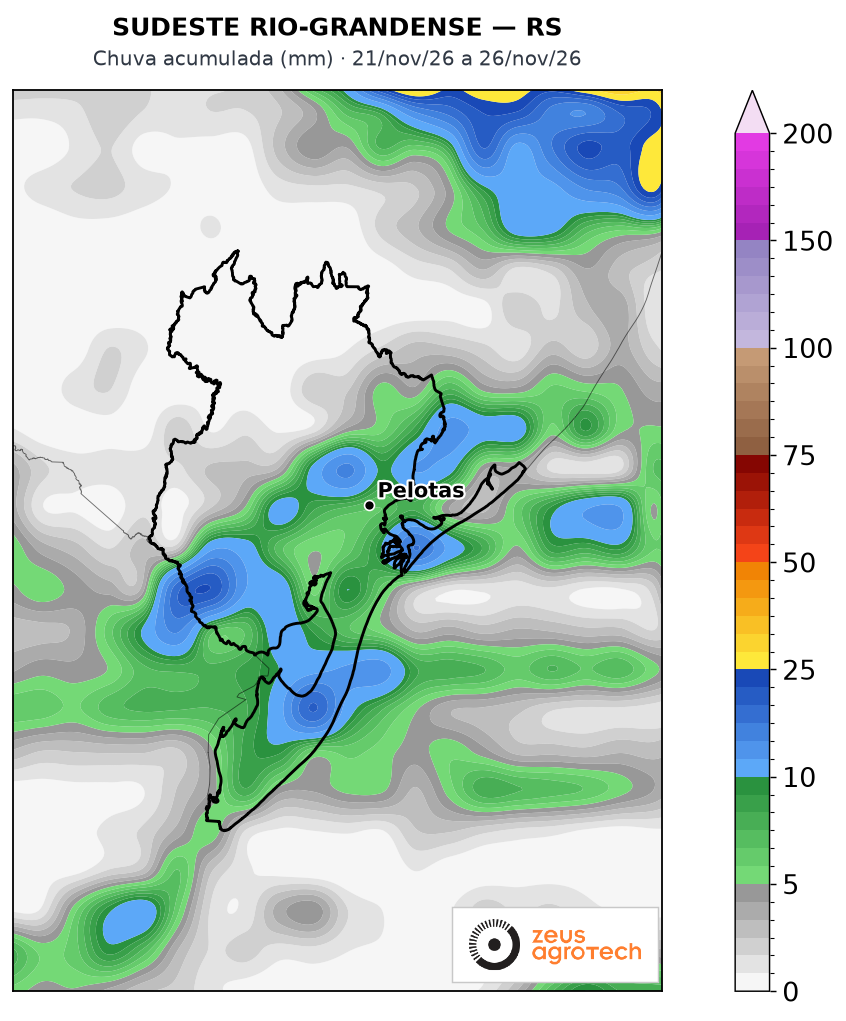 SUDESTE RIO-GRANDENSE — RS
Chuva acumulada (mm) · 21/nov/26 a 26/nov/26
200
150
100
75
50
25
10
5
0
Pelotas
zeus
agrotech